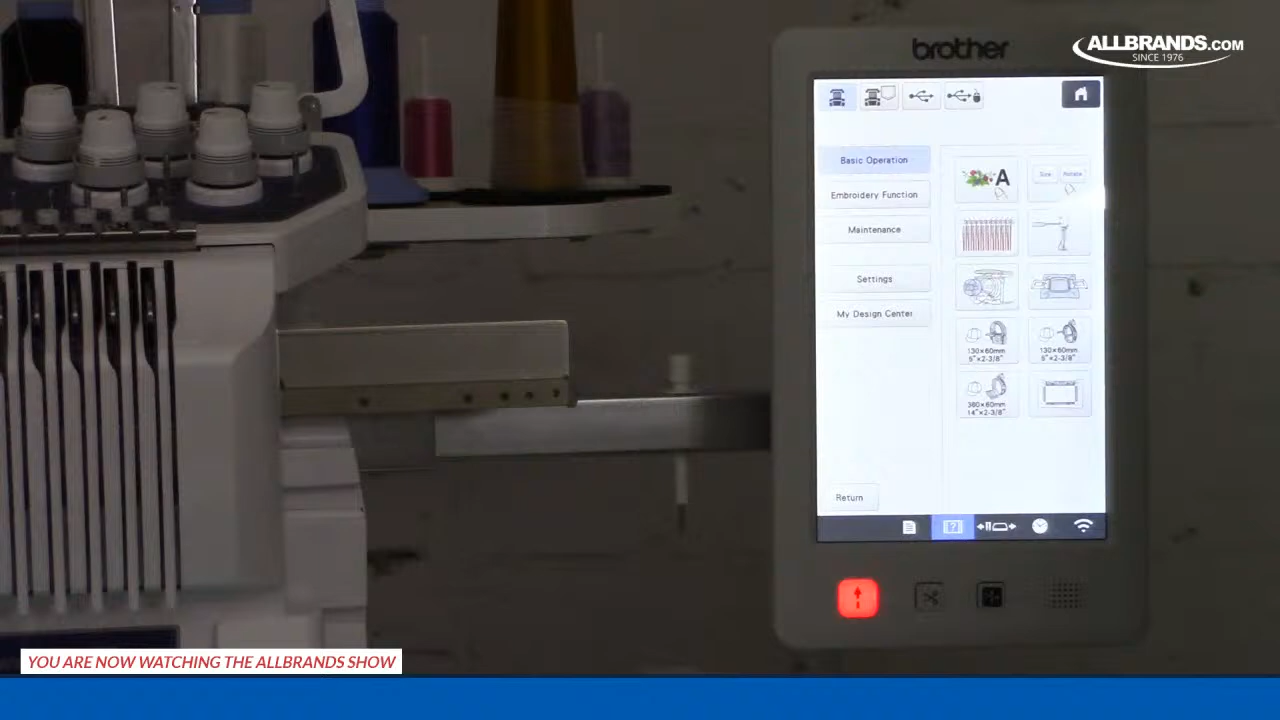 brother
ALLBRANDS.COM
SINCE 1976
Basic Operation
Embroidery Function
Maintenance
Settings
My Design Center
A
Size
Rotate
130×60mm
5"×2-3/8"
130×60mm
5"×2-3/8"
360×60mm
14"×2-3/8"
Return
?
YOU ARE NOW WATCHING THE ALLBRANDS SHOW